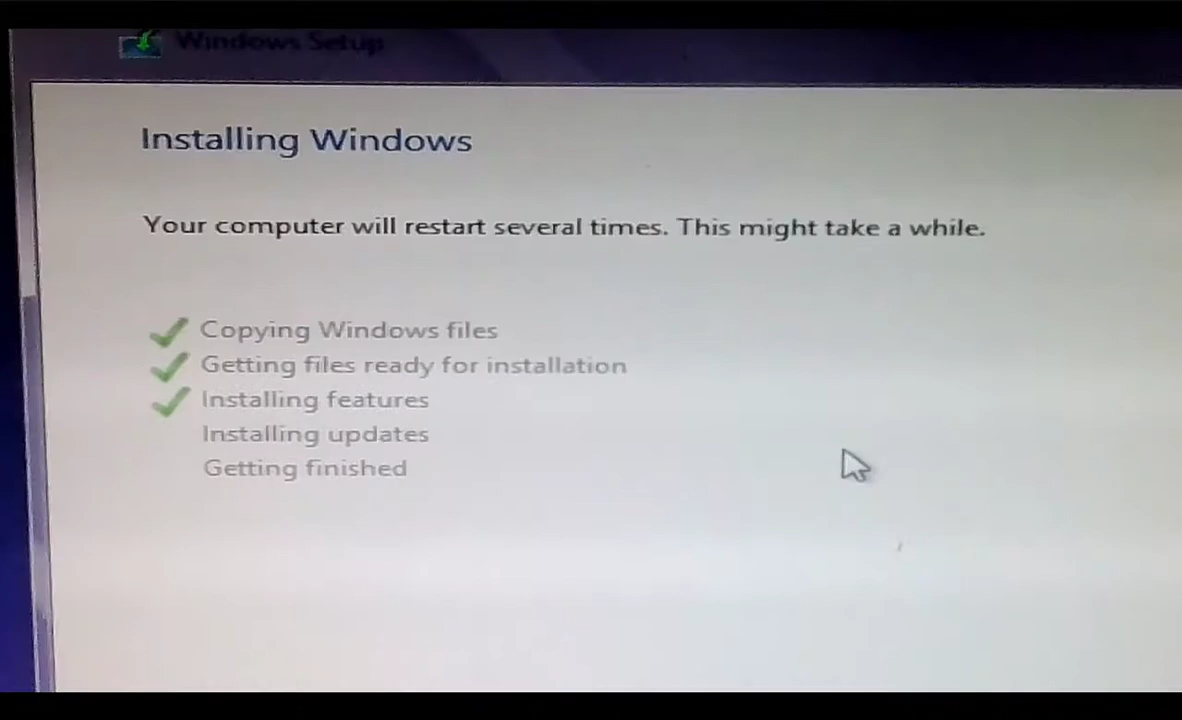 Windows Setup
Installing Windows
Your computer will restart several times. This might take a while.
Copying Windows files
Getting files ready for installation
Installing features
Installing updates
Getting finished